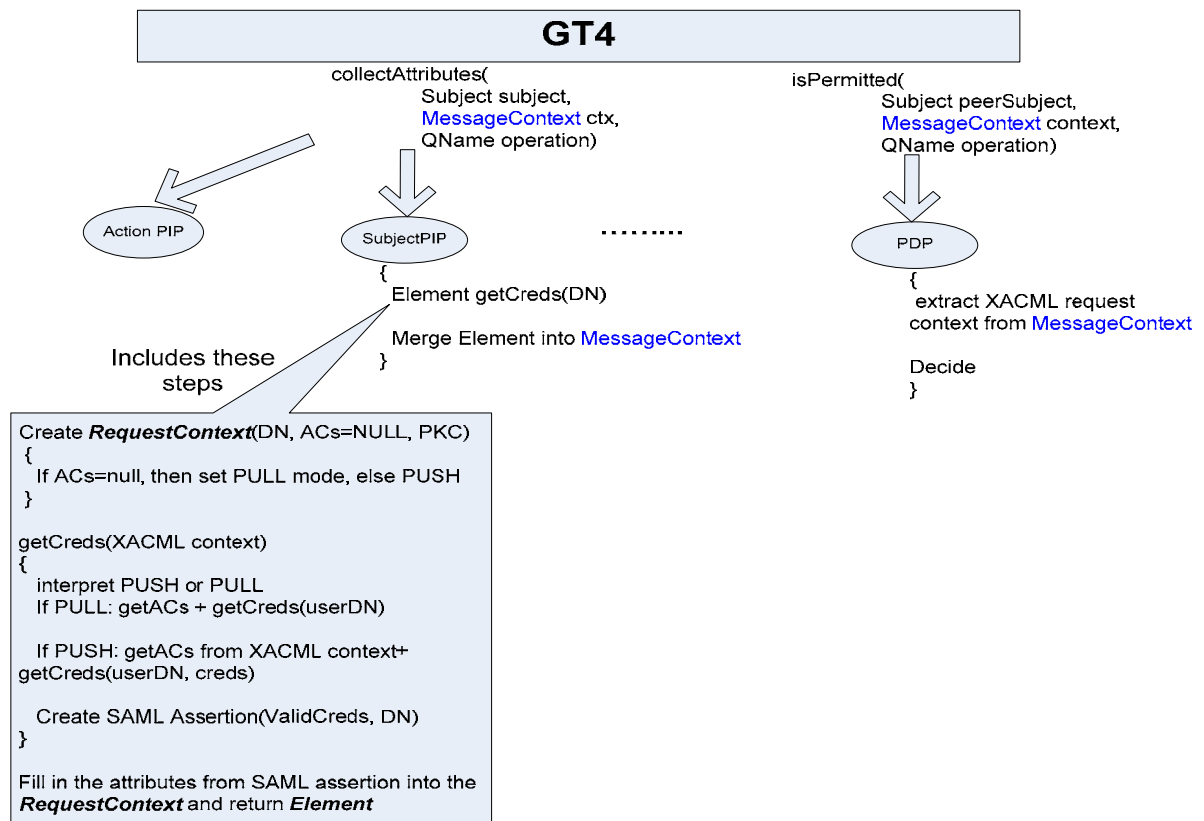 GT4
collectAttributes(
Subject subject,
MessageContext ctx,
QName operation)
isPermitted(
Subject peerSubject,
MessageContext context,
QName operation)
Action PIP
SubjectPIP
.........
PDP
{
Element getCreds(DN)
Merge Element into MessageContext
}
{
extract XACML request
context from MessageContext
Decide
}
Includes these
steps
Create RequestContext(DN, ACs=NULL, PKC)
{
If ACs=null, then set PULL mode, else PUSH
}
getCreds(XACML context)
{
interpret PUSH or PULL
If PULL: getACs + getCreds(userDN)
If PUSH: getACs from XACML context+
getCreds(userDN, creds)
Create SAML Assertion(ValidCreds, DN)
}
Fill in the attributes from SAML assertion into the
RequestContext and return Element